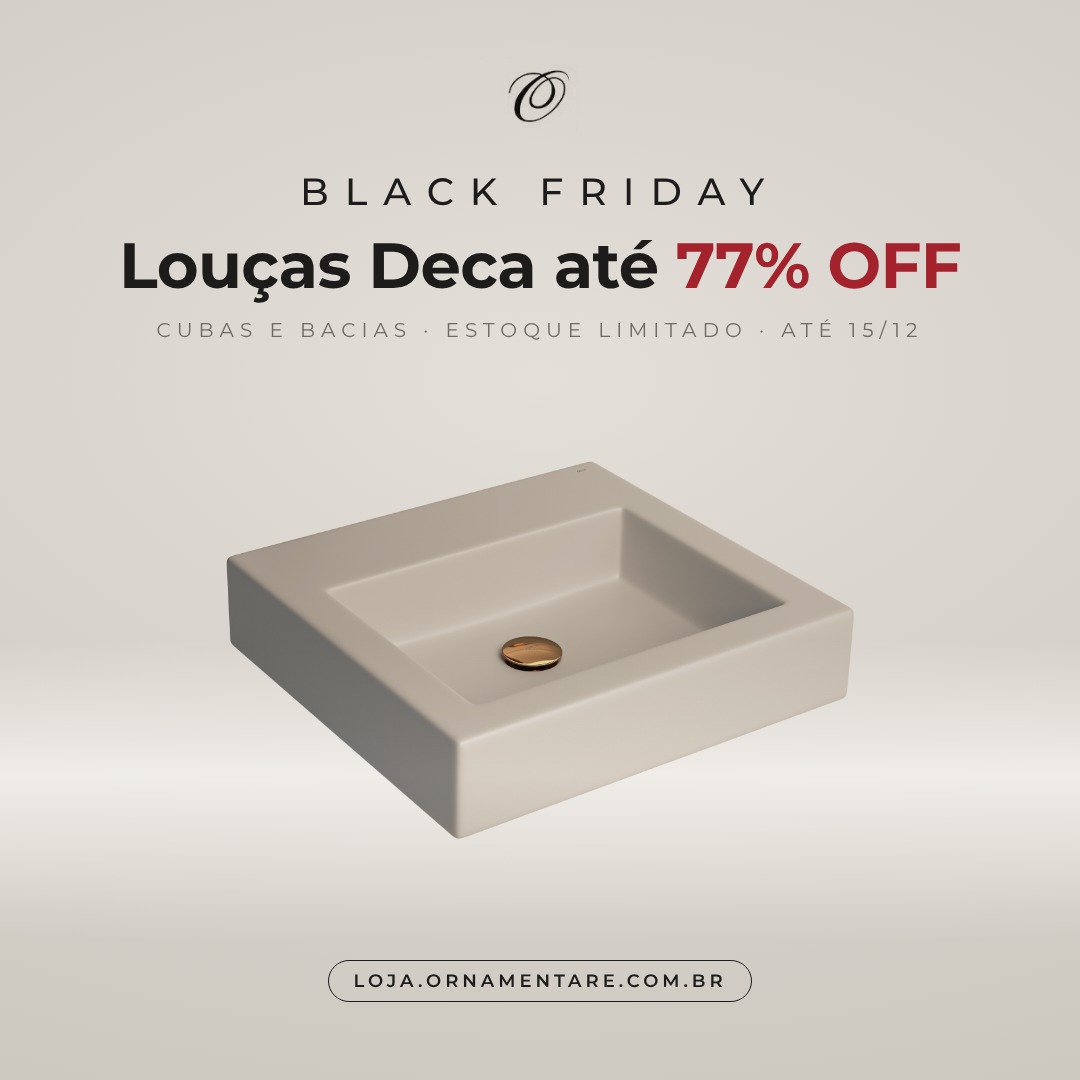 O
BLACK FRIDAY
Louças Deca até 77% OFF
CUBAS E BACIAS · ESTOQUE LIMITADO · ATÉ 15/12
LOJA.ORNAMENTARE.COM.BR